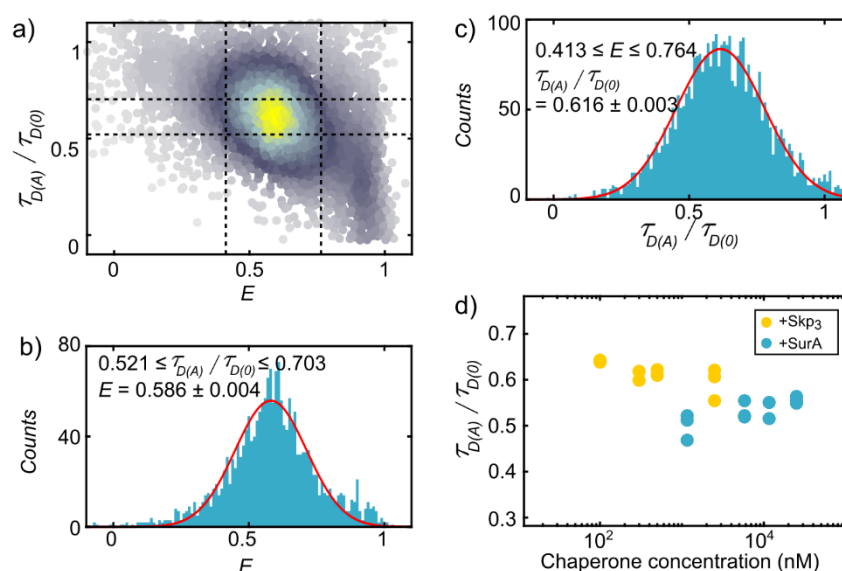 a)
1
0.5
0
τD(A) / τD(0)
0
0.5
1
E
b)
80
40
0
Counts
0.521 ≤ τD(A) / τD(0) ≤ 0.703
E = 0.586 ± 0.004
0
0.5
1
E
c)
100
50
0
Counts
0.413 ≤ E ≤ 0.764
τD(A) / τD(0)
= 0.616 ± 0.003
0
0.5
1
τD(A) / τD(0)
d)
0.7
0.6
0.5
0.4
0.3
τD(A) / τD(0)
+Skp3
+SurA
10²
10³
10⁴
Chaperone concentration (nM)